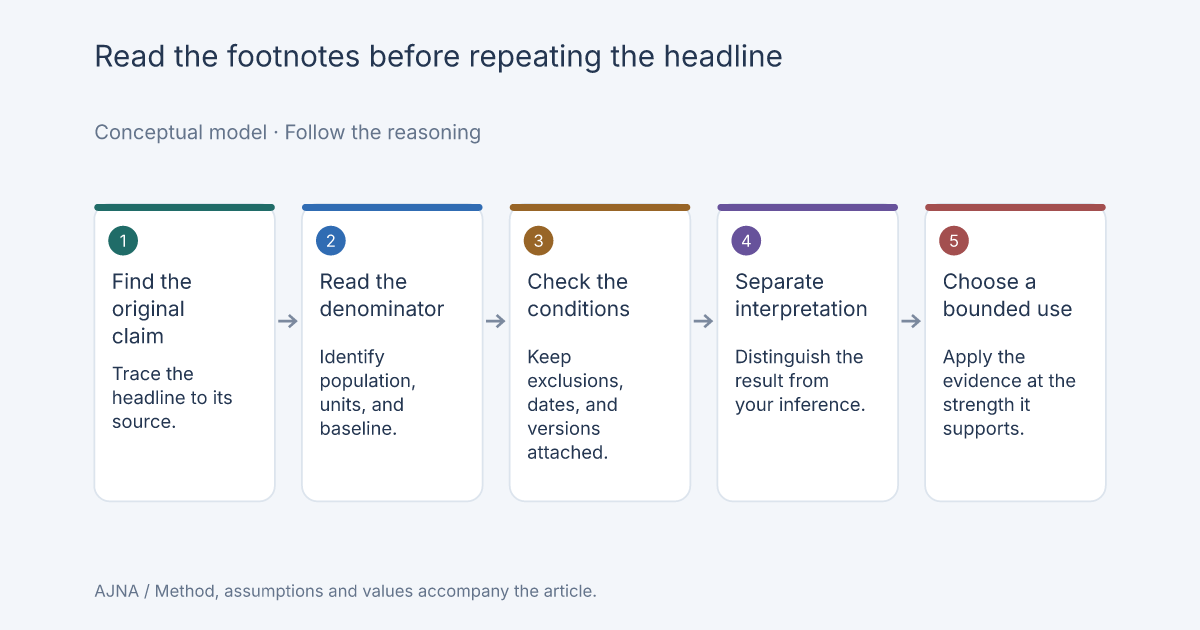 Read the footnotes before repeating the headline
Conceptual model · Follow the reasoning
1
Find the
original
claim
Trace the
headline to its
source.
2
Read the
denominator
Identify
population,
units, and
baseline.
3
Check the
conditions
Keep
exclusions,
dates, and
versions
attached.
4
Separate
interpretation
Distinguish the
result from
your inference.
5
Choose a
bounded use
Apply the
evidence at the
strength it
supports.
AJNA / Method, assumptions and values accompany the article.